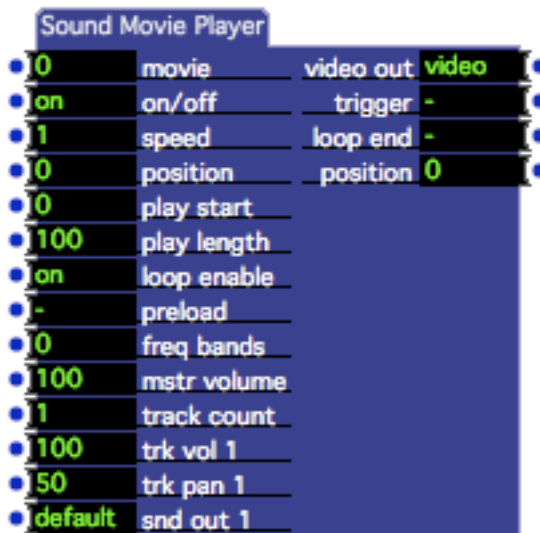 Sound Movie Player
0 movie video out video
on on/off trigger -
1 speed loop end -
0 position position 0
0 play start
100 play length
on loop enable
- preload
0 freq bands
100 mstr volume
1 track count
100 trk vol 1
50 trk pan 1
default snd out 1